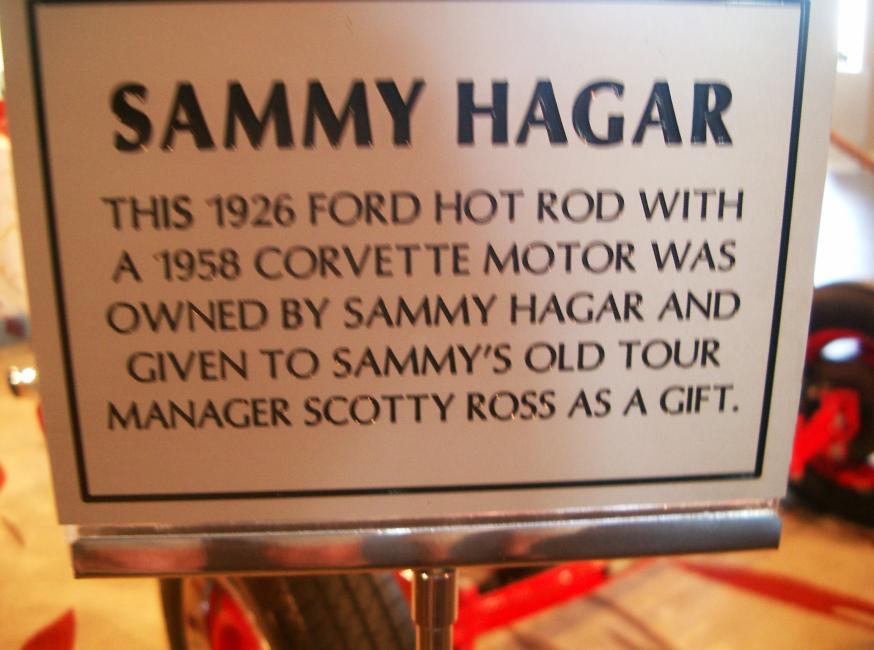 SAMMY HAGAR
THIS 1926 FORD HOT ROD WITH
A 1958 CORVETTE MOTOR WAS
OWNED BY SAMMY HAGAR AND
GIVEN TO SAMMY'S OLD TOUR
MANAGER SCOTTY ROSS AS A GIFT.